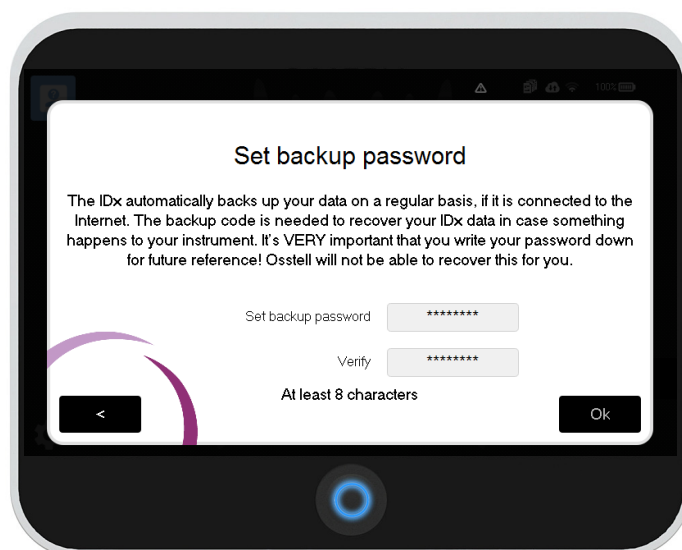 100%
Set backup password
The IDx automatically backs up your data on a regular basis, if it is connected to the
Internet. The backup code is needed to recover your IDx data in case something
happens to your instrument. It's VERY important that you write your password down
for future reference! Osstell will not be able to recover this for you.
Set backup password ********
Verify ********
At least 8 characters
< Ok